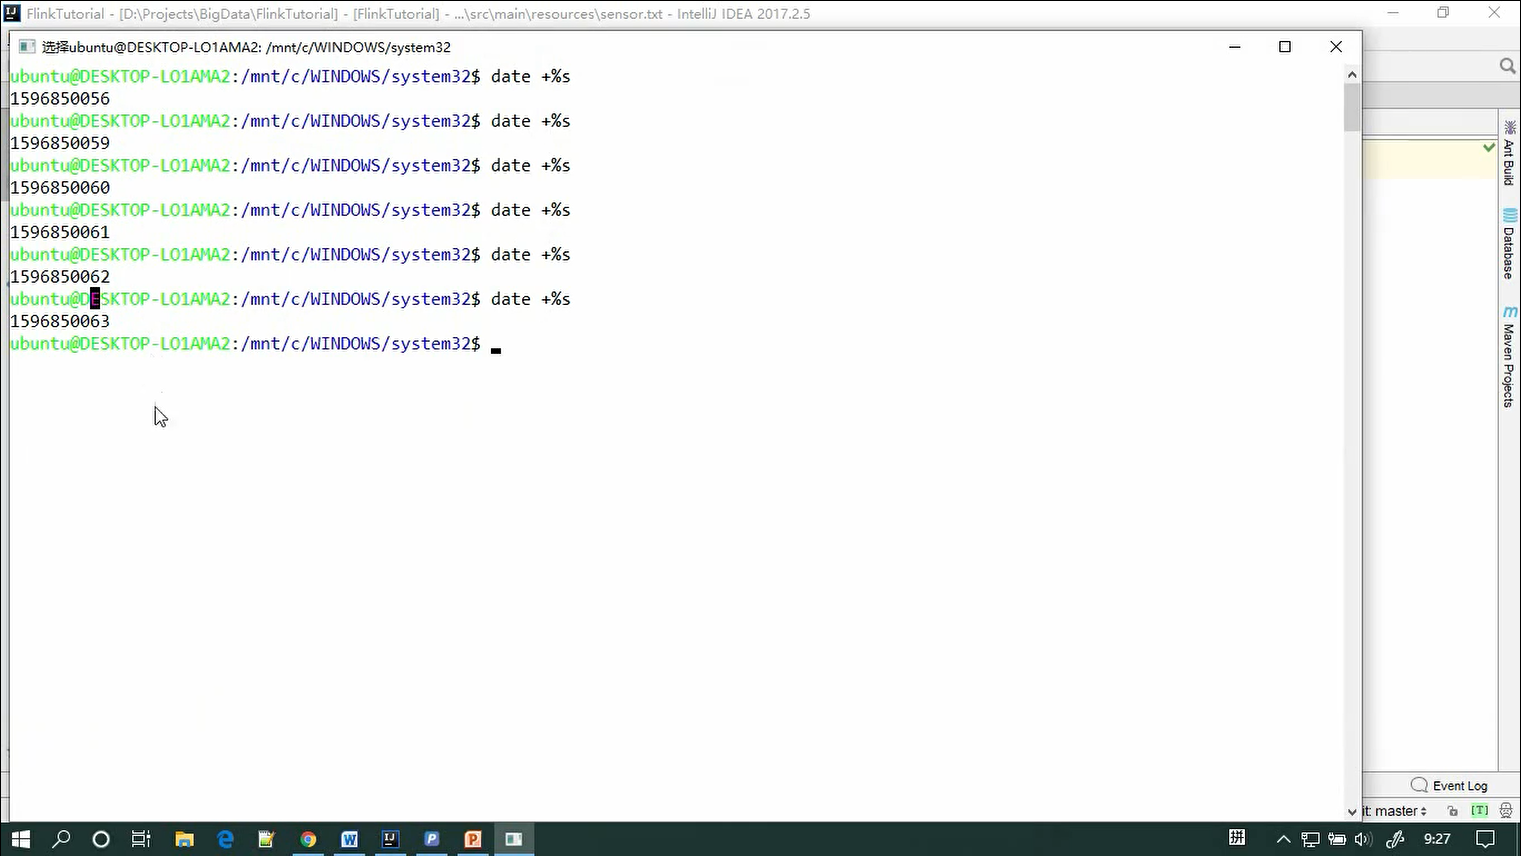 FlinkTutorial - [D:\Projects\BigData\FlinkTutorial] - [FlinkTutorial] - ...\src\main\resources\sensor.txt - IntelliJ IDEA 2017.2.5
选择ubuntu@DESKTOP-LO1AMA2: /mnt/c/WINDOWS/system32
ubuntu@DESKTOP-LO1AMA2:/mnt/c/WINDOWS/system32$ date +%s
1596850056
ubuntu@DESKTOP-LO1AMA2:/mnt/c/WINDOWS/system32$ date +%s
1596850059
ubuntu@DESKTOP-LO1AMA2:/mnt/c/WINDOWS/system32$ date +%s
1596850060
ubuntu@DESKTOP-LO1AMA2:/mnt/c/WINDOWS/system32$ date +%s
1596850061
ubuntu@DESKTOP-LO1AMA2:/mnt/c/WINDOWS/system32$ date +%s
1596850062
ubuntu@DESKTOP-LO1AMA2:/mnt/c/WINDOWS/system32$ date +%s
1596850063
ubuntu@DESKTOP-LO1AMA2:/mnt/c/WINDOWS/system32$
Ant Build
Database
Maven Projects
Event Log
it: master
[T]
拼
9:27